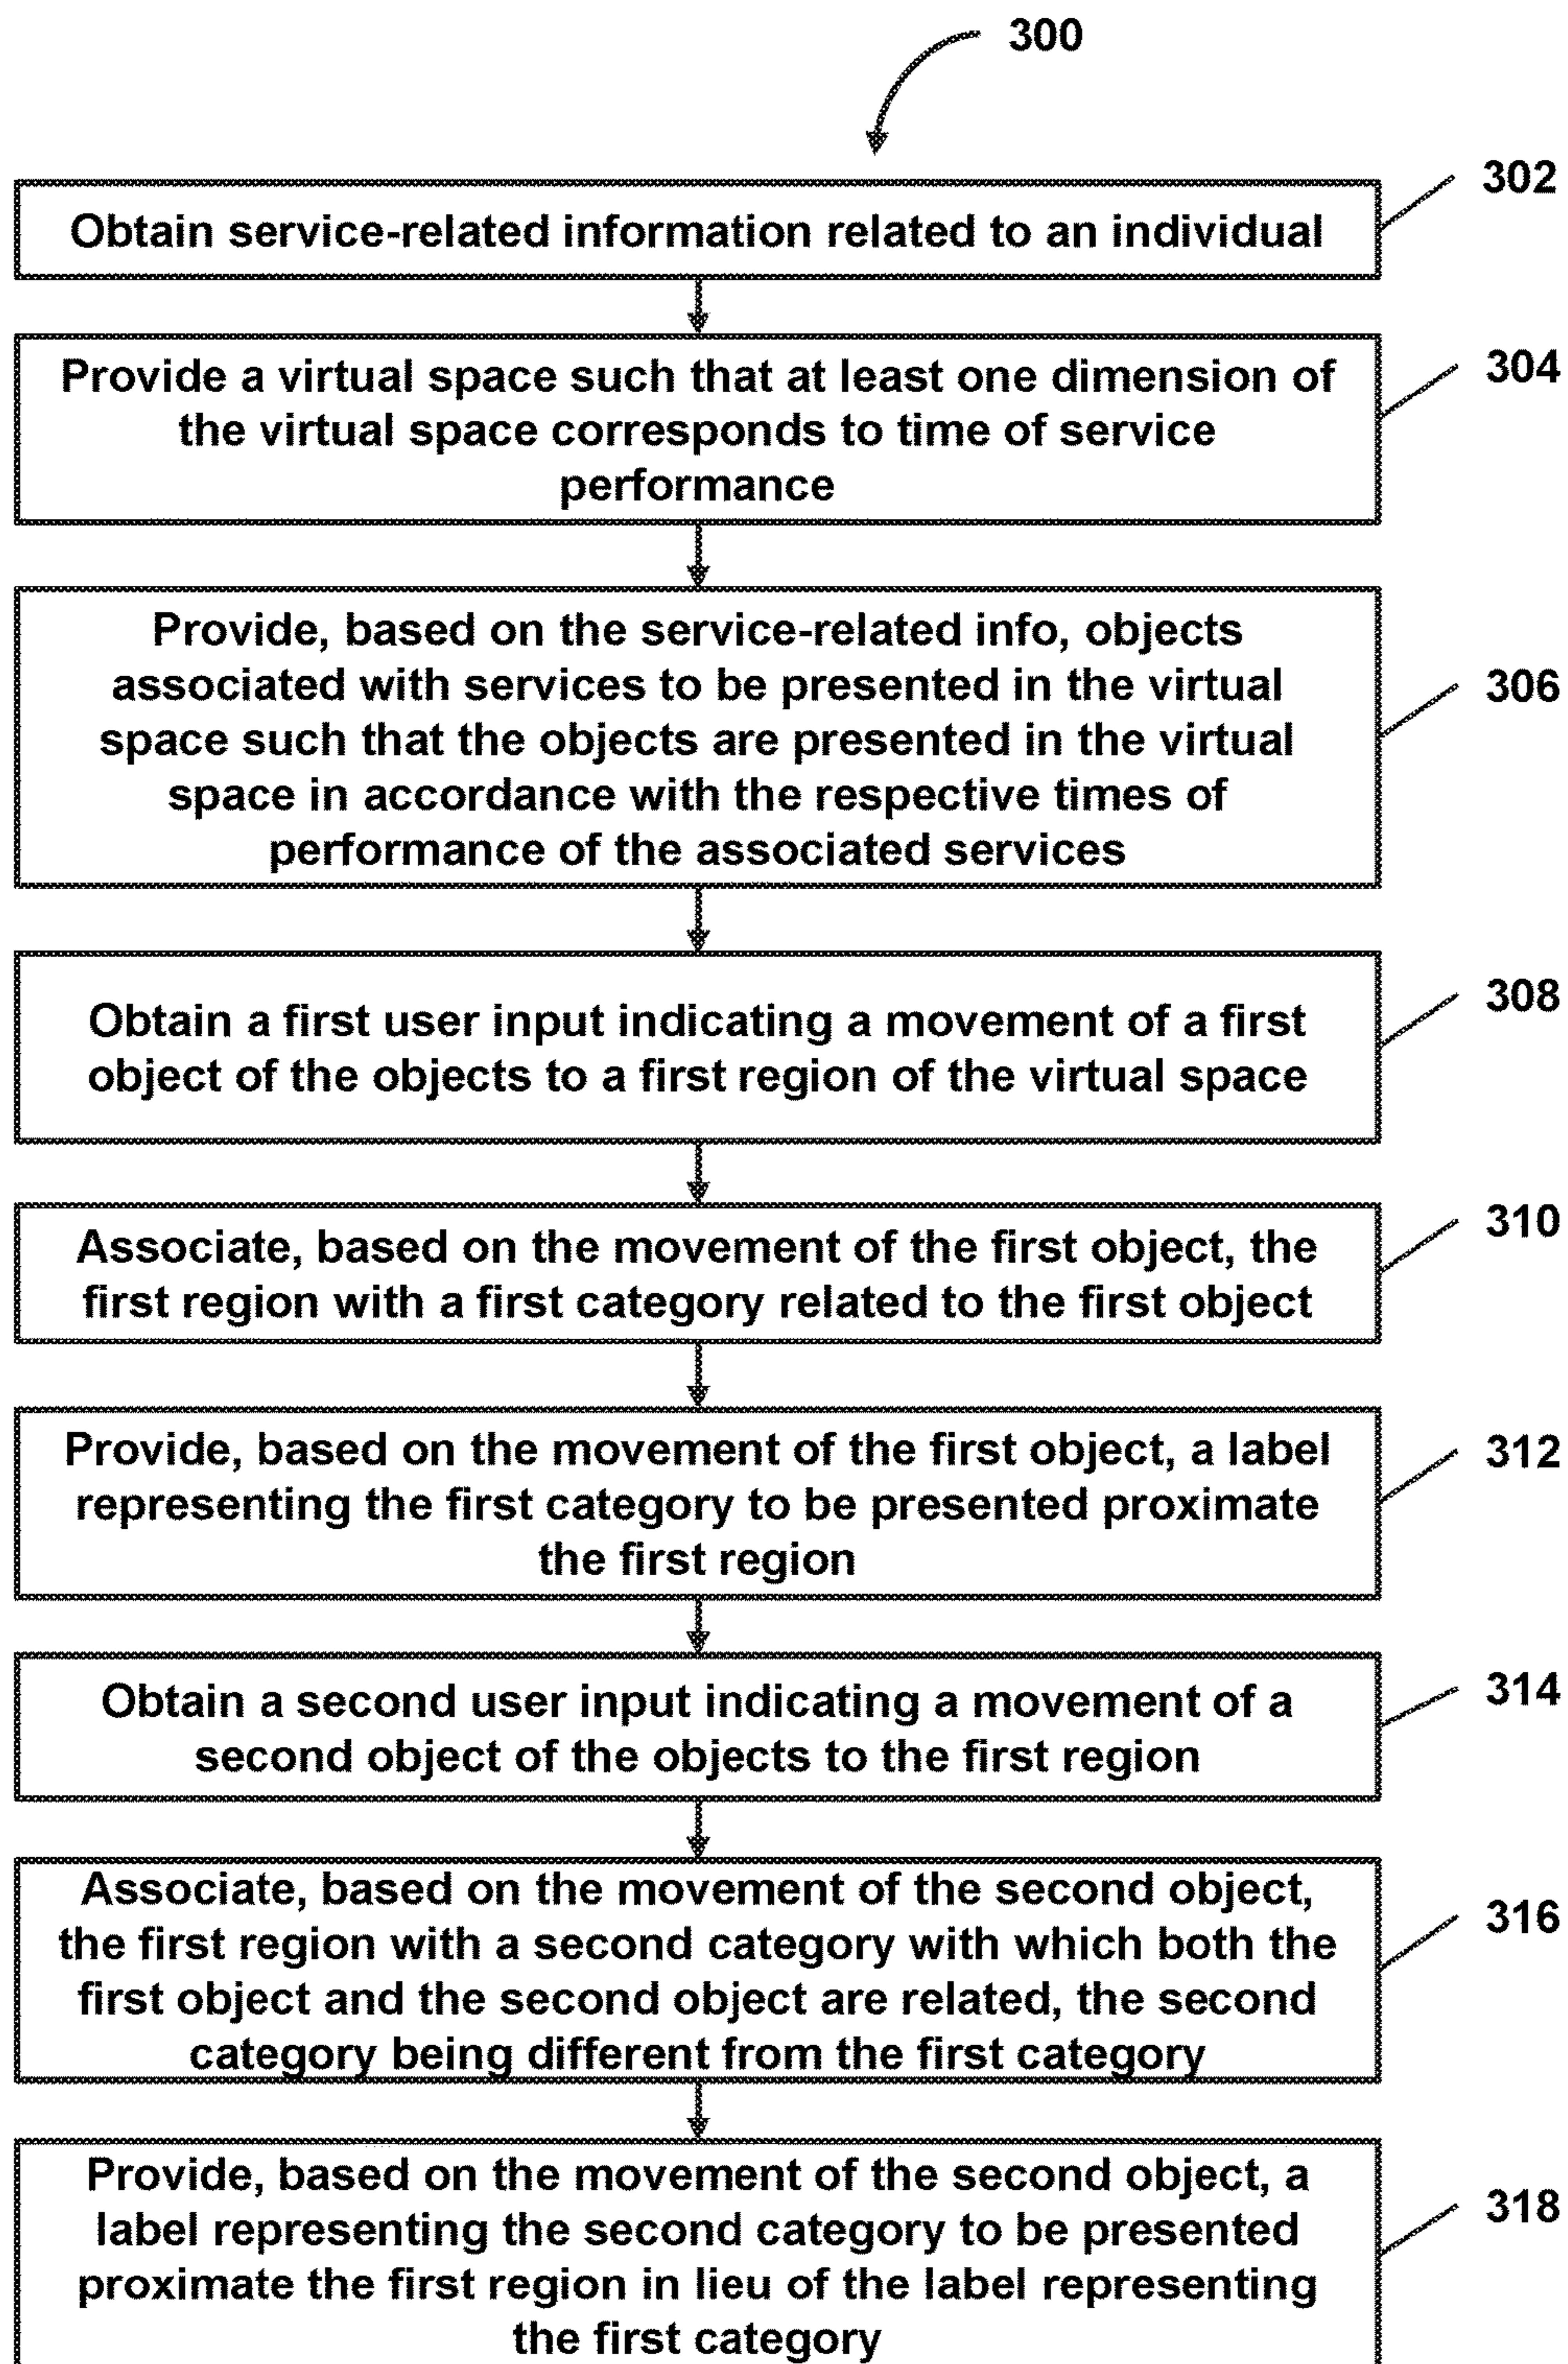 300
302
Obtain service-related information related to an individual
304
Provide a virtual space such that at least one dimension of
the virtual space corresponds to time of service
performance
306
Provide, based on the service-related info, objects
associated with services to be presented in the virtual
space such that the objects are presented in the virtual
space in accordance with the respective times of
performance of the associated services
308
Obtain a first user input indicating a movement of a first
object of the objects to a first region of the virtual space
310
Associate, based on the movement of the first object, the
first region with a first category related to the first object
312
Provide, based on the movement of the first object, a label
representing the first category to be presented proximate
the first region
314
Obtain a second user input indicating a movement of a
second object of the objects to the first region
316
Associate, based on the movement of the second object,
the first region with a second category with which both the
first object and the second object are related, the second
category being different from the first category
318
Provide, based on the movement of the second object, a
label representing the second category to be presented
proximate the first region in lieu of the label representing
the first category